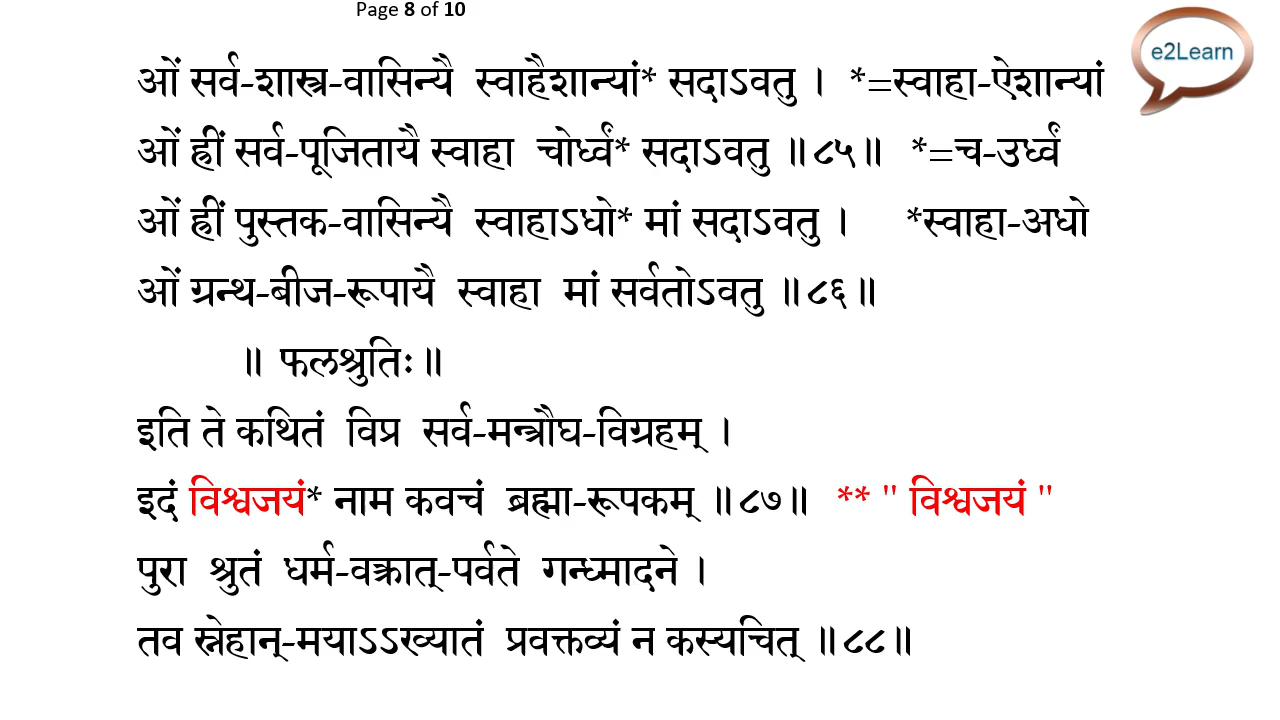 Page 8 of 10
e2Learn
ओं सर्व-शास्त्र-वासिन्यै स्वाहैशान्यां* सदाऽवतु । *=स्वाहा-ऐशान्यां
ओं ह्रीं सर्व-पूजितायै स्वाहा चोर्ध्वं* सदाऽवतु ॥८५॥ *=च-उर्ध्वं
ओं ह्रीं पुस्तक-वासिन्यै स्वाहाऽधो* मां सदाऽवतु । *स्वाहा-अधो
ओं ग्रन्थ-बीज-रूपायै स्वाहा मां सर्वतोऽवतु ॥८६॥
॥ फलश्रुतिः॥
इति ते कथितं विप्र सर्व-मन्त्रौघ-विग्रहम् ।
इदं विश्वजयं* नाम कवचं ब्रह्मा-रूपकम् ॥८७॥ ** " विश्वजयं "
पुरा श्रुतं धर्म-वक्रात्-पर्वते गन्ध्मादने ।
तव स्नेहान्-मयाऽऽख्यातं प्रवक्तव्यं न कस्यचित् ॥८८॥